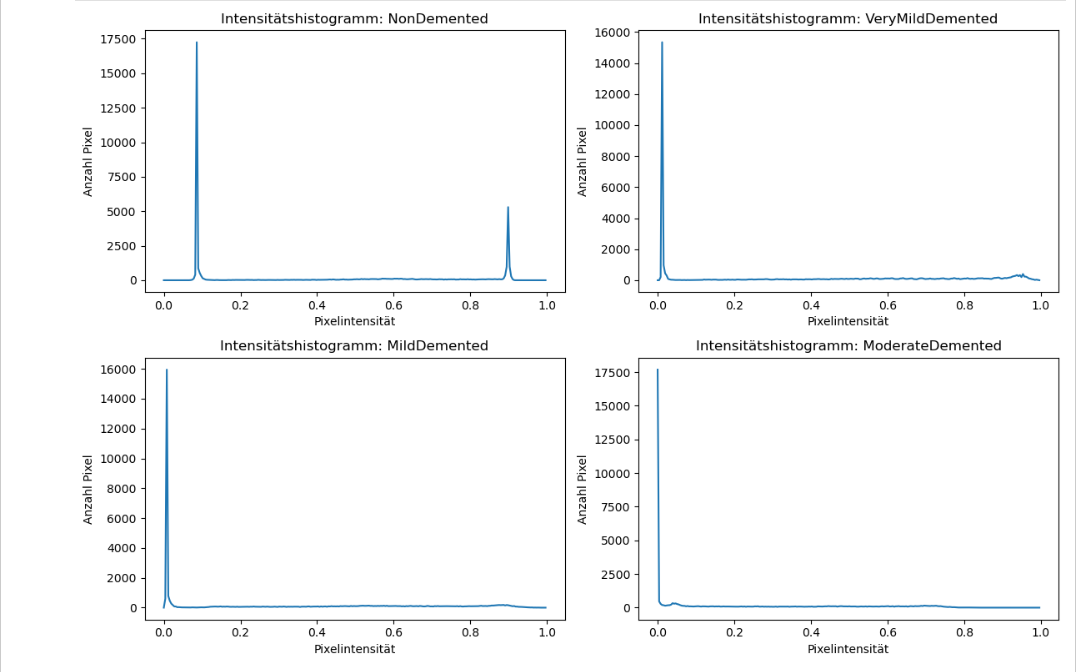 Intensitätshistogramm: NonDemented
17500
15000
12500
10000
7500
5000
2500
0
Anzahl Pixel
0.0 0.2 0.4 0.6 0.8 1.0
Pixelintensität
Intensitätshistogramm: VeryMildDemented
16000
14000
12000
10000
8000
6000
4000
2000
0
Anzahl Pixel
0.0 0.2 0.4 0.6 0.8 1.0
Pixelintensität
Intensitätshistogramm: MildDemented
16000
14000
12000
10000
8000
6000
4000
2000
0
Anzahl Pixel
0.0 0.2 0.4 0.6 0.8 1.0
Pixelintensität
Intensitätshistogramm: ModerateDemented
17500
15000
12500
10000
7500
5000
2500
0
Anzahl Pixel
0.0 0.2 0.4 0.6 0.8 1.0
Pixelintensität